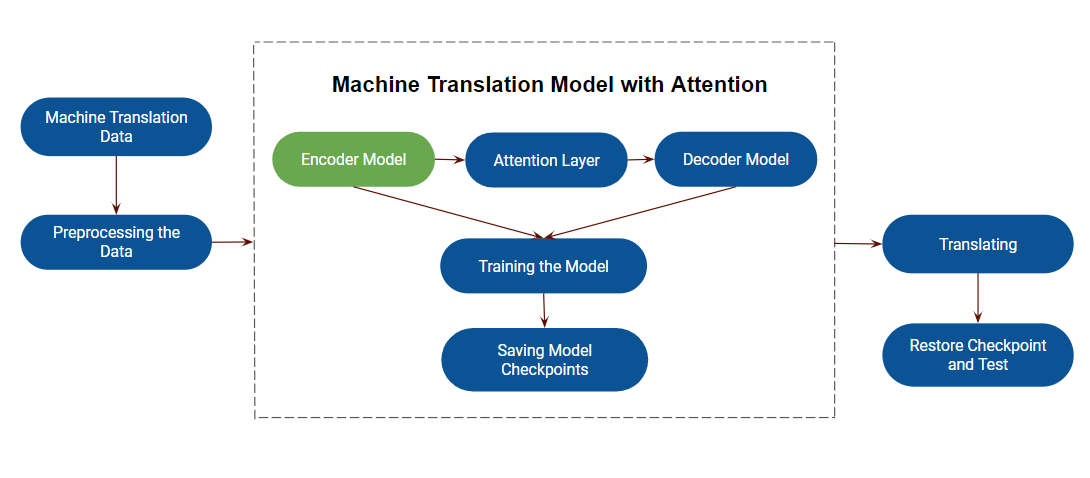 Machine Translation Model with Attention
Machine Translation
Data
Preprocessing the
Data
Encoder Model
Attention Layer
Decoder Model
Training the Model
Saving Model
Checkpoints
Translating
Restore Checkpoint
and Test